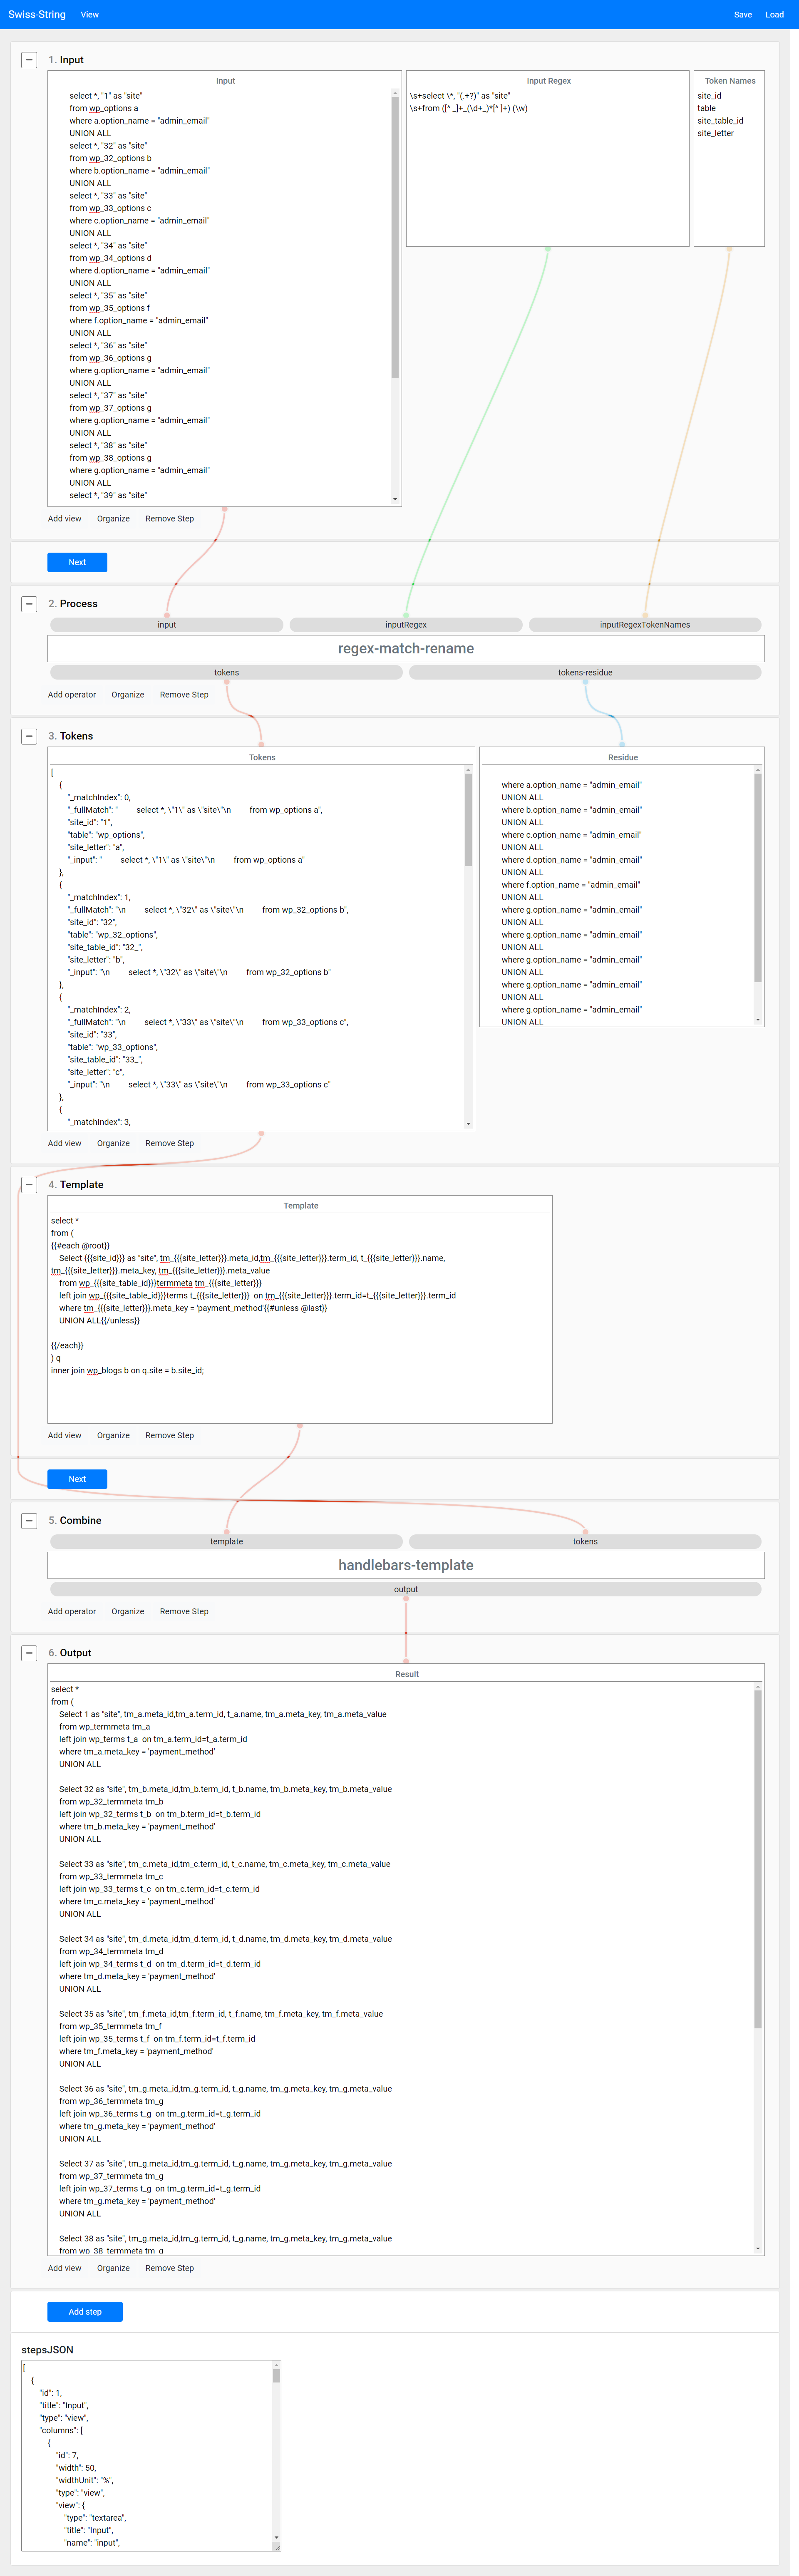 Swiss-String View Save Load
1. Input
Input
select *, "1" as "site"
from wp_options a
where a.option_name = "admin_email"
UNION ALL
select *, "32" as "site"
from wp_32_options b
where b.option_name = "admin_email"
UNION ALL
select *, "33" as "site"
from wp_33_options c
where c.option_name = "admin_email"
UNION ALL
select *, "34" as "site"
from wp_34_options d
where d.option_name = "admin_email"
UNION ALL
select *, "35" as "site"
from wp_35_options f
where f.option_name = "admin_email"
UNION ALL
select *, "36" as "site"
from wp_36_options g
where g.option_name = "admin_email"
UNION ALL
select *, "37" as "site"
from wp_37_options g
where g.option_name = "admin_email"
UNION ALL
select *, "38" as "site"
from wp_38_options g
where g.option_name = "admin_email"
UNION ALL
select *, "39" as "site"
Input Regex
\s+select \*, "(.+?)" as "site"
\s+from ([^ _]+_(\d+_)*[^ ]+) (\w)
Token Names
site_id
table
site_table_id
site_letter
Add view Organize Remove Step
Next
2. Process
input inputRegex inputRegexTokenNames
regex-match-rename
tokens tokens-residue
Add operator Organize Remove Step
3. Tokens
Tokens
[
{
"_matchIndex": 0,
"_fullMatch": " select *, \"1\" as \"site\"\n from wp_options a",
"site_id": "1",
"table": "wp_options",
"site_letter": "a",
"_input": " select *, \"1\" as \"site\"\n from wp_options a"
},
{
"_matchIndex": 1,
"_fullMatch": "\n select *, \"32\" as \"site\"\n from wp_32_options b",
"site_id": "32",
"table": "wp_32_options",
"site_table_id": "32_",
"site_letter": "b",
"_input": "\n select *, \"32\" as \"site\"\n from wp_32_options b"
},
{
"_matchIndex": 2,
"_fullMatch": "\n select *, \"33\" as \"site\"\n from wp_33_options c",
"site_id": "33",
"table": "wp_33_options",
"site_table_id": "33_",
"site_letter": "c",
"_input": "\n select *, \"33\" as \"site\"\n from wp_33_options c"
},
{
"_matchIndex": 3,
Residue
where a.option_name = "admin_email"
UNION ALL
where b.option_name = "admin_email"
UNION ALL
where c.option_name = "admin_email"
UNION ALL
where d.option_name = "admin_email"
UNION ALL
where f.option_name = "admin_email"
UNION ALL
where g.option_name = "admin_email"
UNION ALL
where g.option_name = "admin_email"
UNION ALL
where g.option_name = "admin_email"
UNION ALL
where g.option_name = "admin_email"
UNION ALL
where g.option_name = "admin_email"
UNION ALL
Add view Organize Remove Step
4. Template
Template
select *
from (
{{#each @root}}
Select {{{site_id}}} as "site", tm_{{{site_letter}}}.meta_id,tm_{{{site_letter}}}.term_id, t_{{{site_letter}}}.name,
tm_{{{site_letter}}}.meta_key, tm_{{{site_letter}}}.meta_value
from wp_{{{site_table_id}}}termmeta tm_{{{site_letter}}}
left join wp_{{{site_table_id}}}terms t_{{{site_letter}}} on tm_{{{site_letter}}}.term_id=t_{{{site_letter}}}.term_id
where tm_{{{site_letter}}}.meta_key = 'payment_method'{{#unless @last}}
UNION ALL{{/unless}}
{{/each}}
) q
inner join wp_blogs b on q.site = b.site_id;
Add view Organize Remove Step
Next
5. Combine
template tokens
handlebars-template
output
Add operator Organize Remove Step
6. Output
Result
select *
from (
Select 1 as "site", tm_a.meta_id,tm_a.term_id, t_a.name, tm_a.meta_key, tm_a.meta_value
from wp_termmeta tm_a
left join wp_terms t_a on tm_a.term_id=t_a.term_id
where tm_a.meta_key = 'payment_method'
UNION ALL
Select 32 as "site", tm_b.meta_id,tm_b.term_id, t_b.name, tm_b.meta_key, tm_b.meta_value
from wp_32_termmeta tm_b
left join wp_32_terms t_b on tm_b.term_id=t_b.term_id
where tm_b.meta_key = 'payment_method'
UNION ALL
Select 33 as "site", tm_c.meta_id,tm_c.term_id, t_c.name, tm_c.meta_key, tm_c.meta_value
from wp_33_termmeta tm_c
left join wp_33_terms t_c on tm_c.term_id=t_c.term_id
where tm_c.meta_key = 'payment_method'
UNION ALL
Select 34 as "site", tm_d.meta_id,tm_d.term_id, t_d.name, tm_d.meta_key, tm_d.meta_value
from wp_34_termmeta tm_d
left join wp_34_terms t_d on tm_d.term_id=t_d.term_id
where tm_d.meta_key = 'payment_method'
UNION ALL
Select 35 as "site", tm_f.meta_id,tm_f.term_id, t_f.name, tm_f.meta_key, tm_f.meta_value
from wp_35_termmeta tm_f
left join wp_35_terms t_f on tm_f.term_id=t_f.term_id
where tm_f.meta_key = 'payment_method'
UNION ALL
Select 36 as "site", tm_g.meta_id,tm_g.term_id, t_g.name, tm_g.meta_key, tm_g.meta_value
from wp_36_termmeta tm_g
left join wp_36_terms t_g on tm_g.term_id=t_g.term_id
where tm_g.meta_key = 'payment_method'
UNION ALL
Select 37 as "site", tm_g.meta_id,tm_g.term_id, t_g.name, tm_g.meta_key, tm_g.meta_value
from wp_37_termmeta tm_g
left join wp_37_terms t_g on tm_g.term_id=t_g.term_id
where tm_g.meta_key = 'payment_method'
UNION ALL
Select 38 as "site", tm_g.meta_id,tm_g.term_id, t_g.name, tm_g.meta_key, tm_g.meta_value
from wp_38_termmeta tm_g
Add view Organize Remove Step
Add step
stepsJSON
[
{
"id": 1,
"title": "Input",
"type": "view",
"columns": [
{
"id": 7,
"width": 50,
"widthUnit": "%",
"type": "view",
"view": {
"type": "textarea",
"title": "Input",
"name": "input",